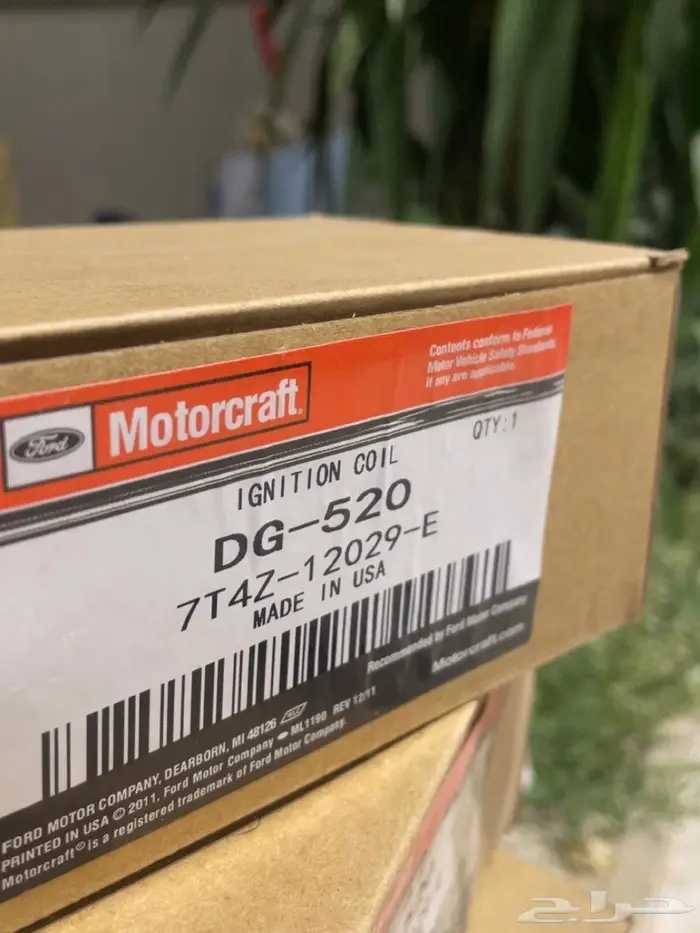 Contents conform to Federal
Motor Vehicle Safety Standards.
If any are applicable.
Ford
Motorcraft®
QTY:1
IGNITION COIL
DG-520
7T4Z-12029-E
MADE IN USA
Recommended by Ford Motor Company
Motorcraft.com
FORD MOTOR COMPANY, DEARBORN, MI 48126
PRINTED IN USA © 2011, Ford Motor Company ML1190 REV 12/11
Motorcraft® is a registered trademark of Ford Motor Company.
حراج